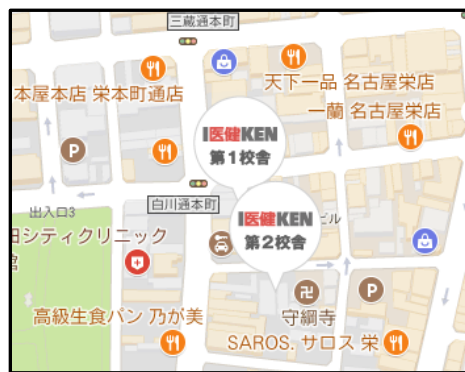 三蔵通本町
天下一品 名古屋栄店
本屋本店 栄本町通店
一蘭 名古屋栄店
I医健KEN
第1校舎
P
白川通本町
出入口3
I医健KEN
第2校舎
ビル
田シティクリニック
卍
P
守綱寺
高級生食パン 乃が美
SAROS. サロス 栄